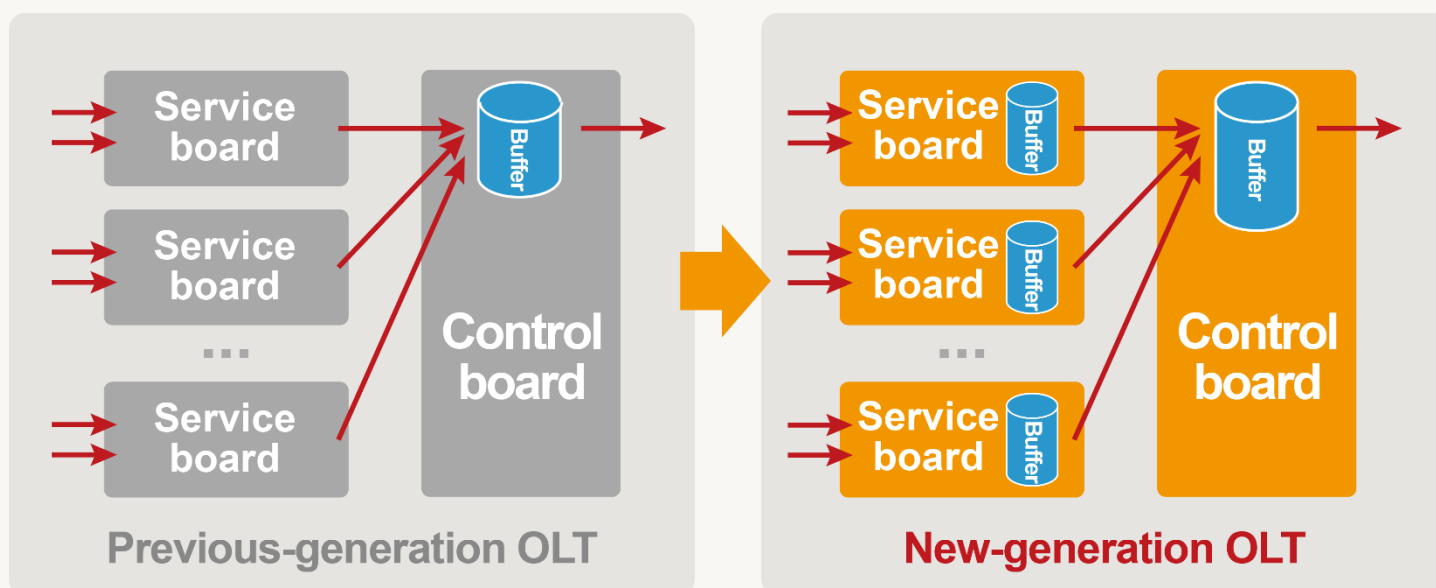 Service
board
Service
board
...
Service
board
Buffer
Control
board
Previous-generation OLT
Service
board
Buffer
Service
board
Buffer
...
Service
board
Buffer
Buffer
Control
board
New-generation OLT